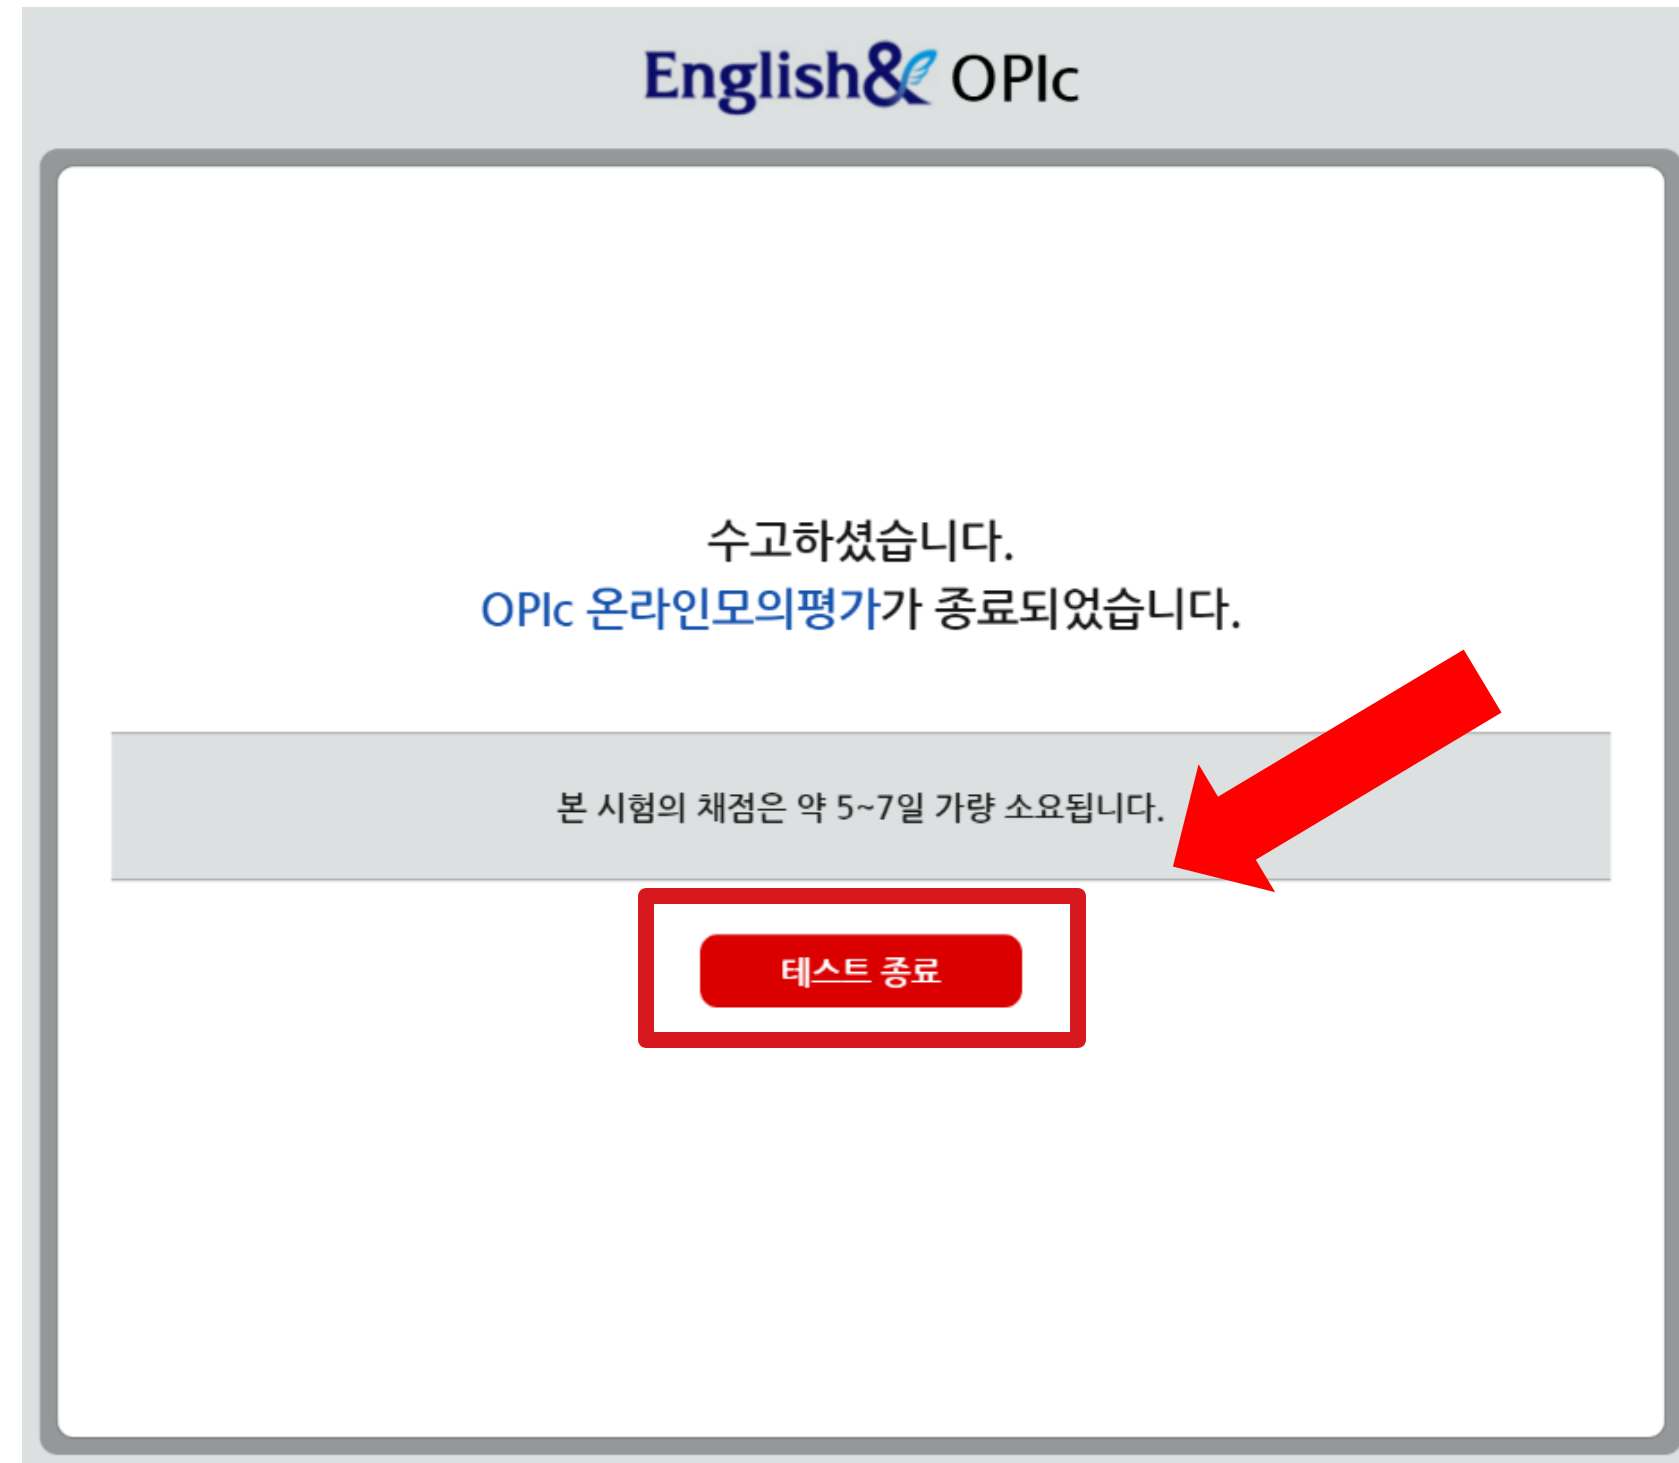 English& OPIc
수고하셨습니다.
OPIc 온라인모의평가가 종료되었습니다.
본 시험의 채점은 약 5~7일 가량 소요됩니다.
테스트 종료